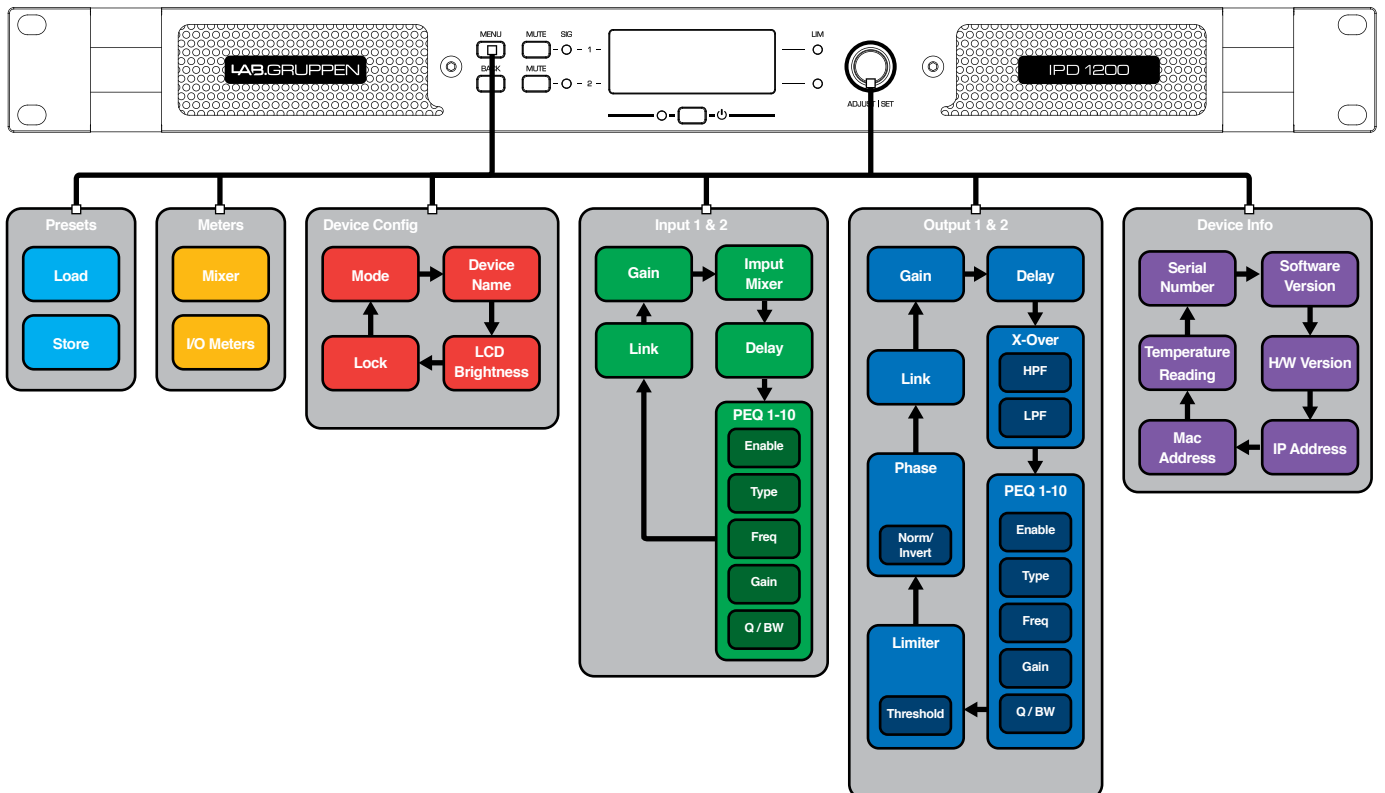 MENU
MUTE
SIG
LIM
1
BACK
MUTE
2
LAB.GRUPPEN
IPD 1200
ADJUST | SET
Presets
Load
Store
Meters
Mixer
I/O Meters
Device Config
Mode
Device
Name
Lock
LCD
Brightness
Input 1 & 2
Gain
Imput
Mixer
Link
Delay
PEQ 1-10
Enable
Type
Freq
Gain
Q / BW
Output 1 & 2
Gain
Delay
X-Over
HPF
LPF
Link
Phase
Norm/
Invert
PEQ 1-10
Enable
Type
Freq
Gain
Q / BW
Limiter
Threshold
Device Info
Serial
Number
Software
Version
Temperature
Reading
H/W Version
Mac
Address
IP Address